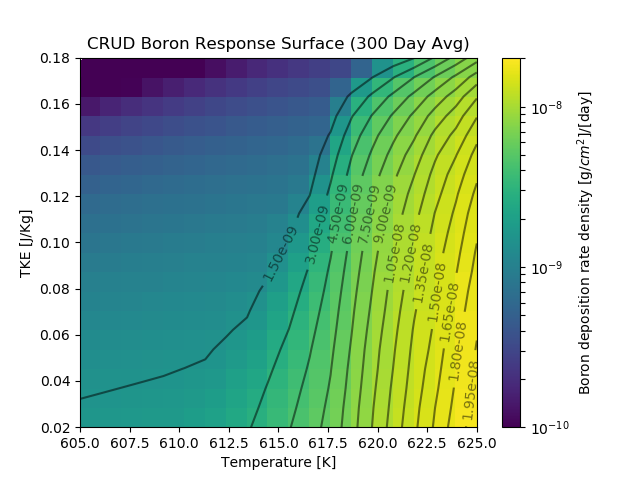 CRUD Boron Response Surface (300 Day Avg)
0.18
0.16
0.14
0.12
0.10
0.08
0.06
0.04
0.02
TKE [J/Kg]
605.0 607.5 610.0 612.5 615.0 617.5 620.0 622.5 625.0
Temperature [K]
1.50e-09
3.00e-09
4.50e-09
6.00e-09
7.50e-09
9.00e-09
1.05e-08
1.20e-08
1.35e-08
1.50e-08
1.65e-08
1.80e-08
1.95e-08
10⁻⁸
10⁻⁹
10⁻¹⁰
Boron deposition rate density [g/cm²]/[day]